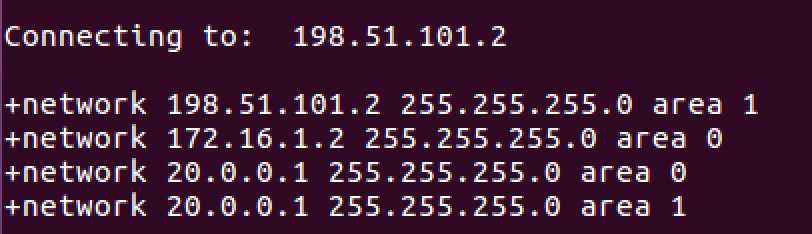 Connecting to:  198.51.101.2
+network 198.51.101.2 255.255.255.0 area 1
+network 172.16.1.2 255.255.255.0 area 0
+network 20.0.0.1 255.255.255.0 area 0
+network 20.0.0.1 255.255.255.0 area 1